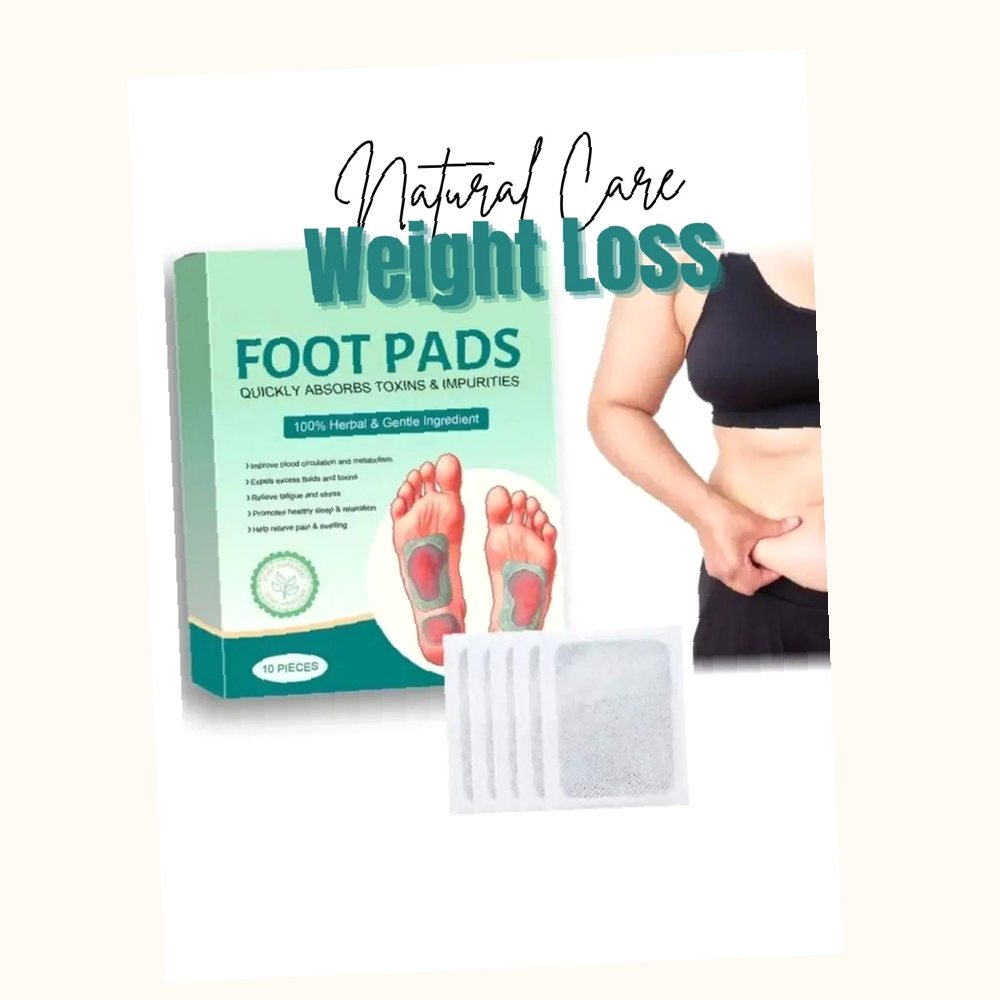 Natural Care
Weight Loss
FOOT PADS
QUICKLY ABSORBS TOXINS & IMPURITIES
100% Herbal & Gentle Ingredient
Improve blood circulation and metabolism
Expels excess fluids and toxins
Relieve fatigue and stress
Promotes healthy sleep & relaxation
Help relieve pain & swelling
10 PIECES